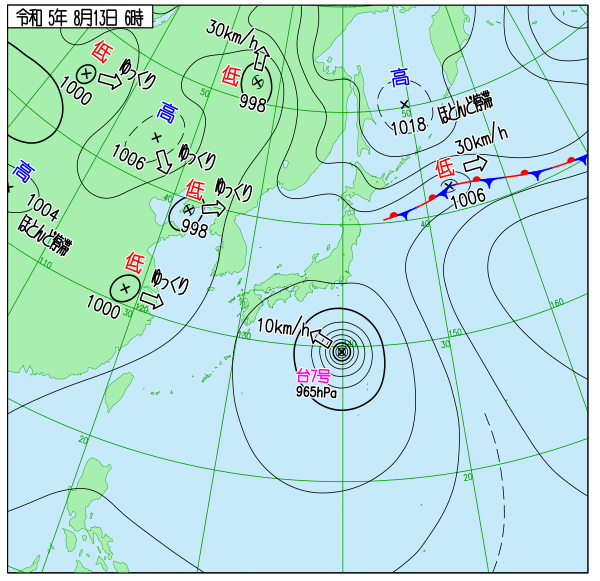 令和 5年 8月13日 6時
低
ゆっくり
1000
30km/h
低
998
高
1018
ほとんど停滞
50
50
高
1006
ゆっくり
30km/h
低
1006
高
1004
ほとんど停滞
低
ゆっくり
998
40
40
110
低
ゆっくり
1000
30
120
130
10km/h
台7号
965hPa
140
30
150
160
20
20